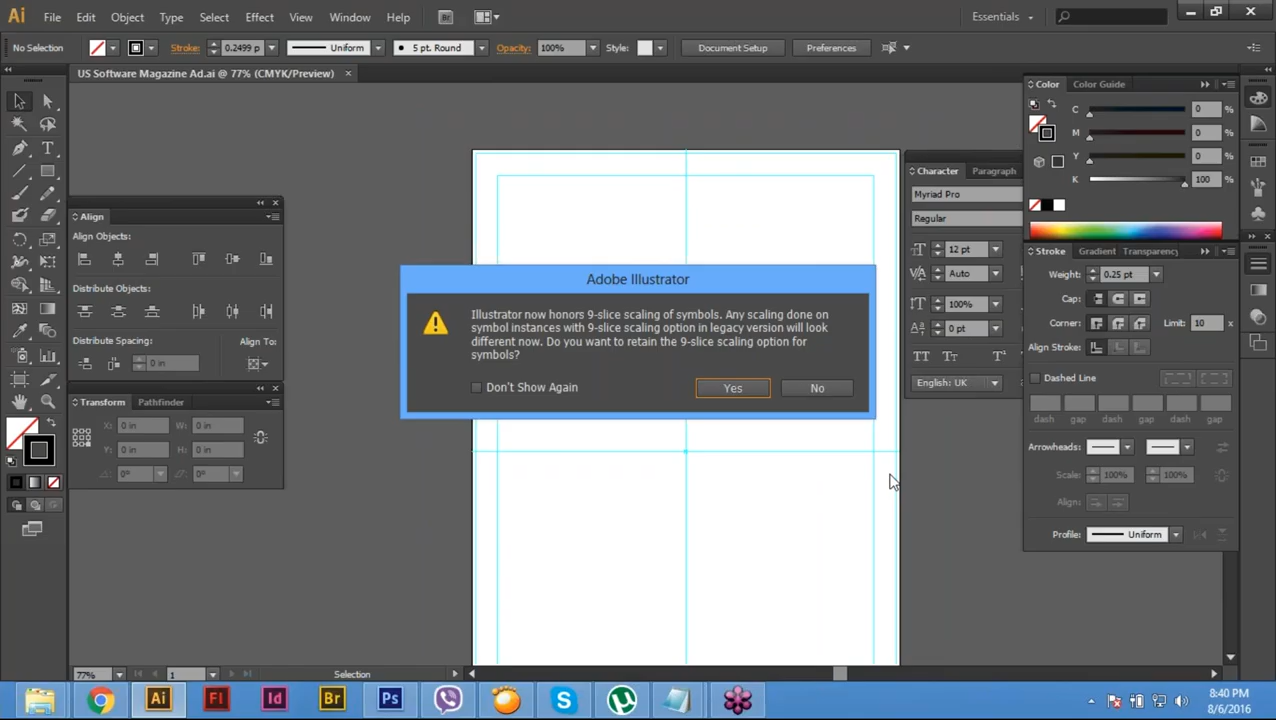 Ai File Edit Object Type Select Effect View Window Help Br Essentials
No Selection Stroke: 0.2499 p Uniform 5 pt. Round Opacity: 100% Style: Document Setup Preferences
US Software Magazine Ad.ai @ 77% (CMYK/Preview) ×
Color Color Guide
C 0 %
M 0 %
Y 0 %
K 100 %
Align
Align Objects:
Distribute Objects:
Distribute Spacing: Align To:
0 in
Transform Pathfinder
X: 0 in W: 0 in
Y: 0 in H: 0 in
0° 0°
Character Paragraph
Myriad Pro
Regular
12 pt
Auto
100%
0 pt
English: UK
Stroke Gradient Transparency
Weight: 0.25 pt
Cap:
Corner: Limit: 10 x
Align Stroke:
Dashed Line
dash gap dash gap dash gap
Arrowheads:
Scale: 100% 100%
Align:
Profile: Uniform
Adobe Illustrator
Illustrator now honors 9-slice scaling of symbols. Any scaling done on
symbol instances with 9-slice scaling option in legacy version will look
different now. Do you want to retain the 9-slice scaling option for
symbols?
Don't Show Again Yes No
77% 1 Selection
Ai Fl Id Br Ps
8:40 PM
8/6/2016